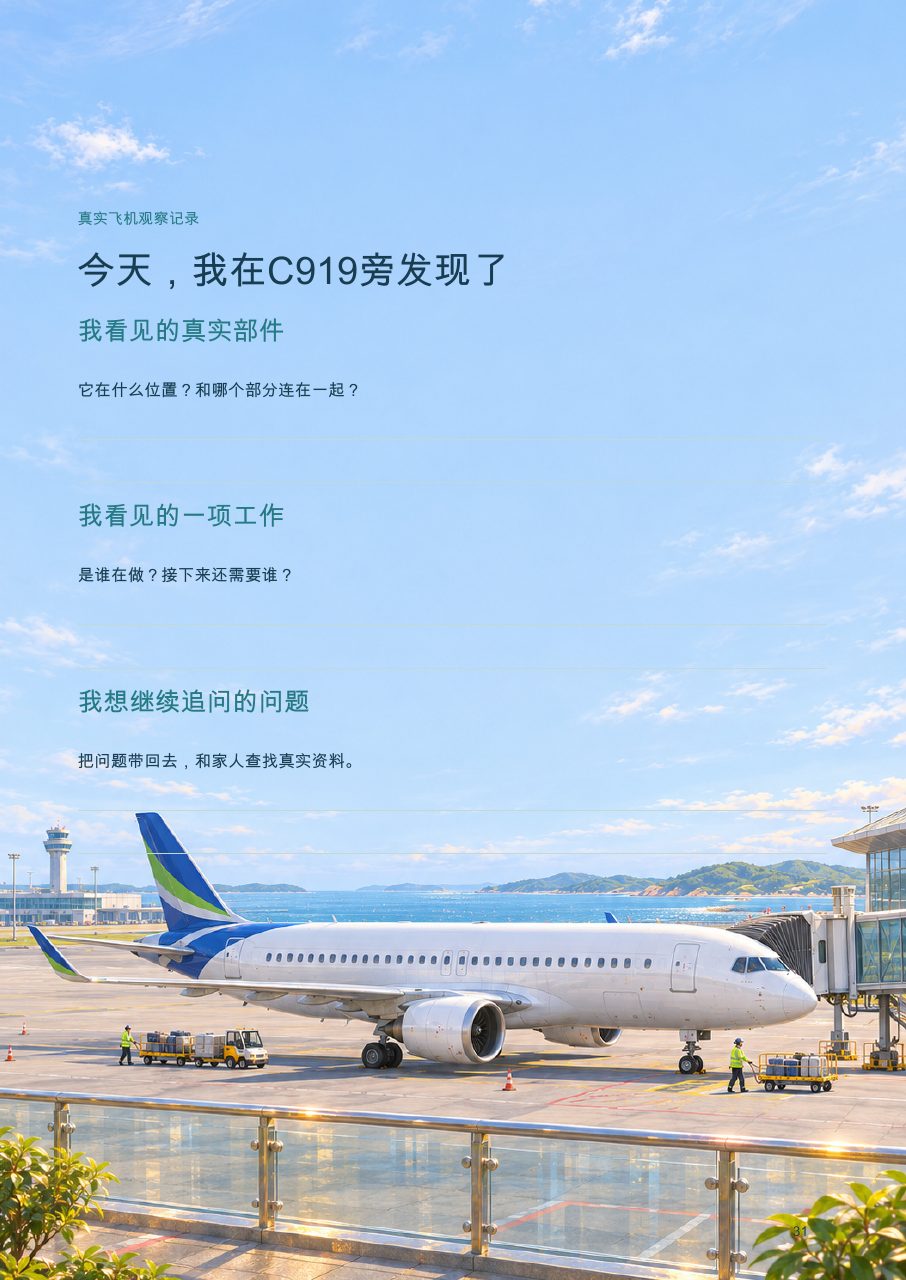 真实飞机观察记录
今天，我在C919旁发现了
我看见的真实部件
它在什么位置？和哪个部分连在一起？
我看见的一项工作
是谁在做？接下来还需要谁？
我想继续追问的问题
把问题带回去，和家人查找真实资料。
31